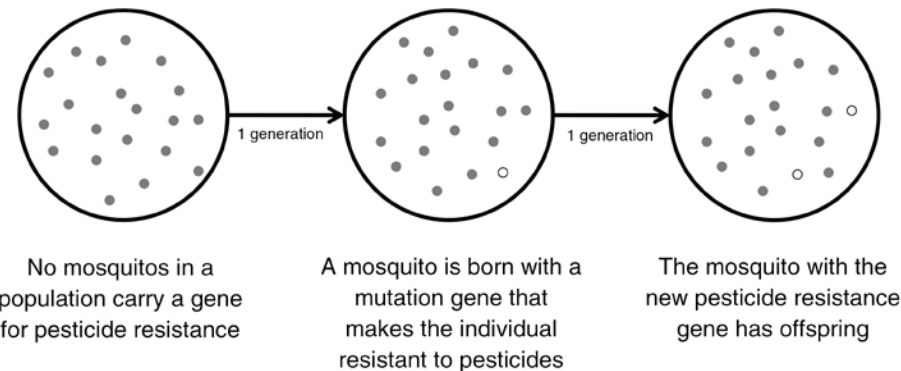 1 generation
1 generation
No mosquitos in a
population carry a gene
for pesticide resistance
A mosquito is born with a
mutation gene that
makes the individual
resistant to pesticides
The mosquito with the
new pesticide resistance
gene has offspring